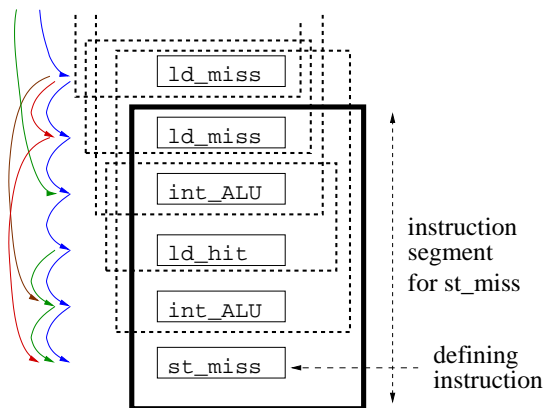 ld_miss
ld_miss
int_ALU
ld_hit
int_ALU
st_miss
instruction
segment
for st_miss
defining
instruction